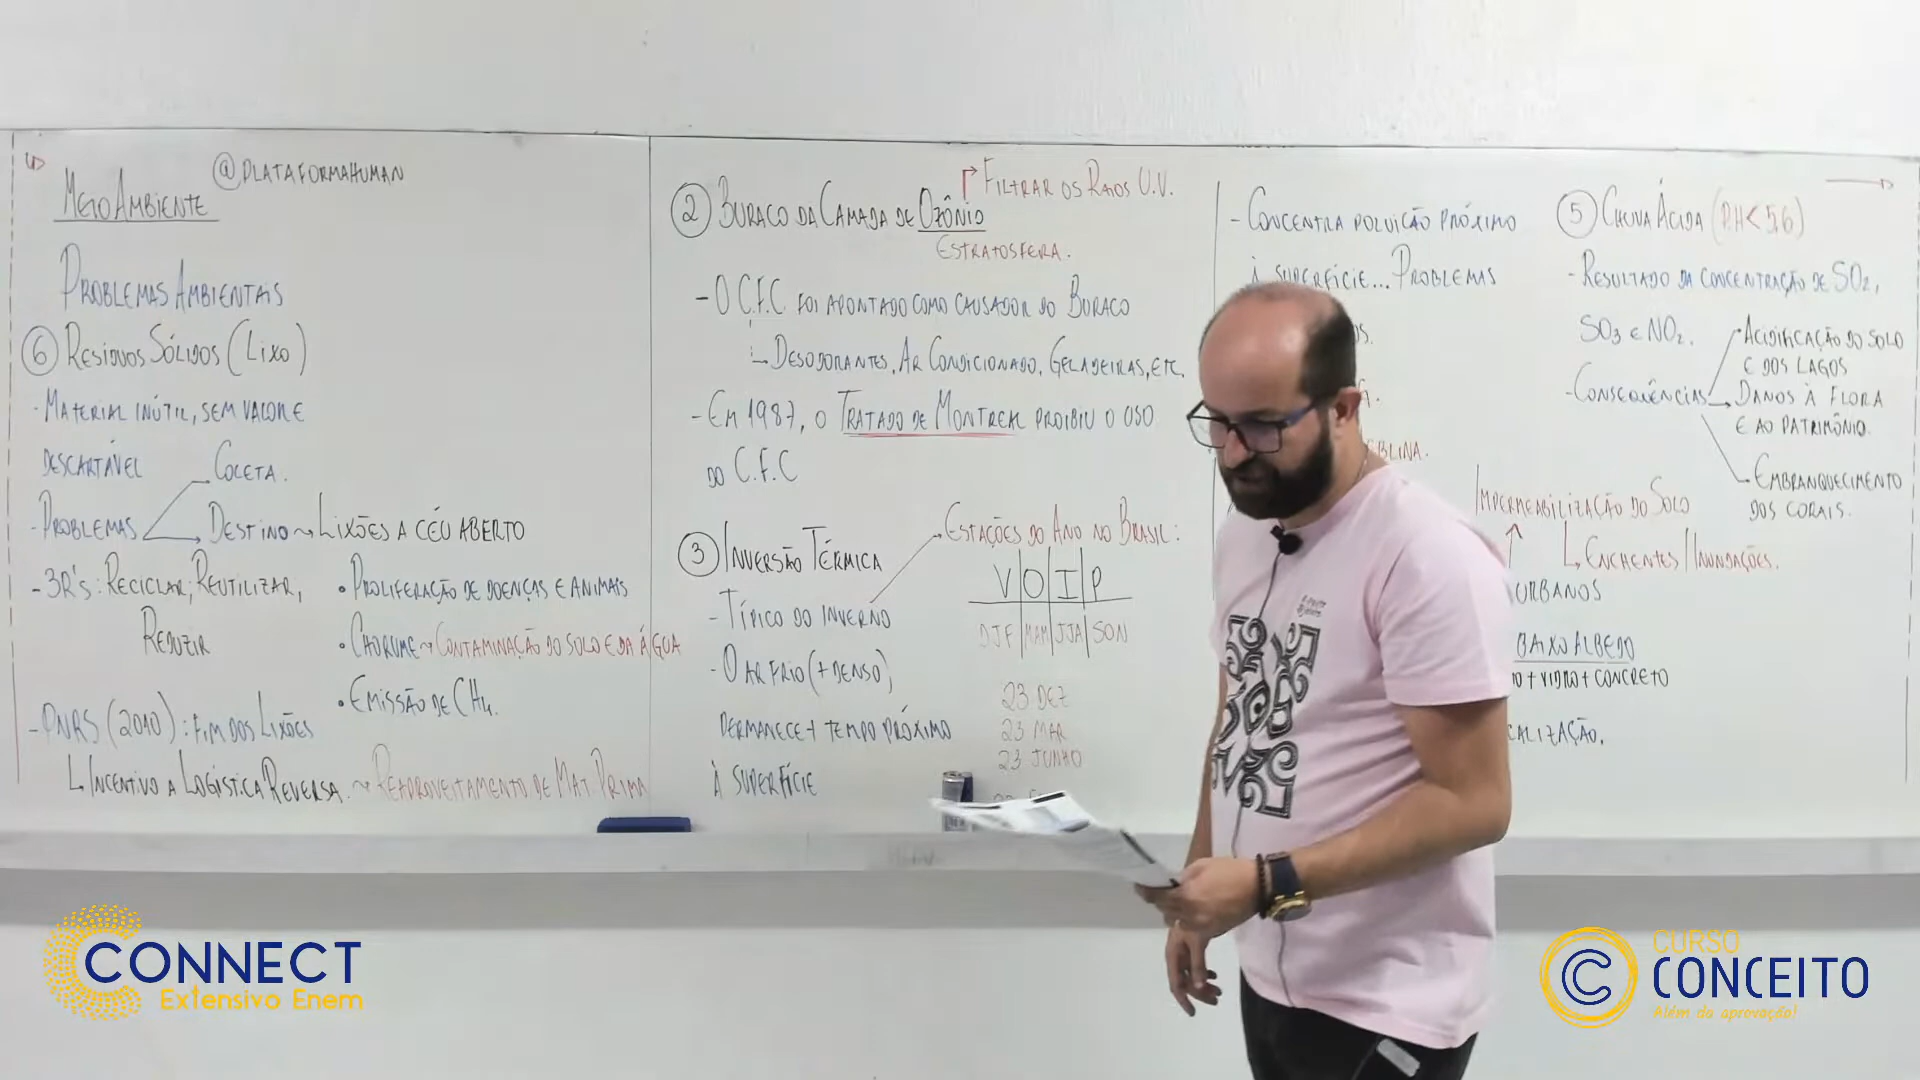 MEIO AMBIENTE
@PLATAFORMAHUMAN
PROBLEMAS AMBIENTAIS
6 RESÍDUOS SÓLIDOS (LIXO)
- MATERIAL INÚTIL, SEM VALOR E
DESCARTÁVEL
- PROBLEMAS
COLETA.
DESTINO → LIXÕES A CÉU ABERTO
- 3R's: RECICLAR, REUTILIZAR,
REDUZIR
• PROLIFERAÇÃO DE DOENÇAS E ANIMAIS
• CHORUME → CONTAMINAÇÃO DO SOLO E DA ÁGUA
• EMISSÃO DE CH4.
- PNRS (2010): FIM DOS LIXÕES
↳ INCENTIVO A LOGÍSTICA REVERSA. → REAPROVEITAMENTO DE MAT. PRIMA
2 BURACO DA CAMADA DE OZÔNIO
FILTRAR OS RAIOS U.V.
ESTRATOSFERA.
- O C.F.C FOI APONTADO COMO CAUSADOR DO BURACO
↳ DESODORANTES, AR CONDICIONADO, GELADEIRAS, ETC.
- EM 1987, O TRATADO DE MONTREAL PROIBIU O USO
DO C.F.C
3 INVERSÃO TÉRMICA
ESTAÇÕES DO ANO NO BRASIL:
V O I P
DJF MAM JJA SON
23 DEZ
23 MAR
23 JUNHO
- TÍPICO DO INVERNO
- O AR FRIO (+ DENSO)
PERMANECE + TEMPO PRÓXIMO
À SUPERFÍCIE
- CONCENTRA POLUIÇÃO PRÓXIMO
À SUPERFÍCIE... PROBLEMAS
BLINA.
IMPERMEABILIZAÇÃO DO SOLO
↳ ENCHENTES/INUNDAÇÕES.
URBANOS
BAIXO ALBEDO
+ VIDRO + CONCRETO
CALIZAÇÃO.
5 CHUVA ÁCIDA (PH < 5,6)
- RESULTADO DA CONCENTRAÇÃO DE SO2,
SO3 E NO2.
- CONSEQUÊNCIAS
ACIDIFICAÇÃO DO SOLO
E DOS LAGOS
DANOS À FLORA
E AO PATRIMÔNIO.
EMBRANQUECIMENTO
DOS CORAIS.
CONNECT
Extensivo Enem
CURSO
CONCEITO
Além da aprovação!